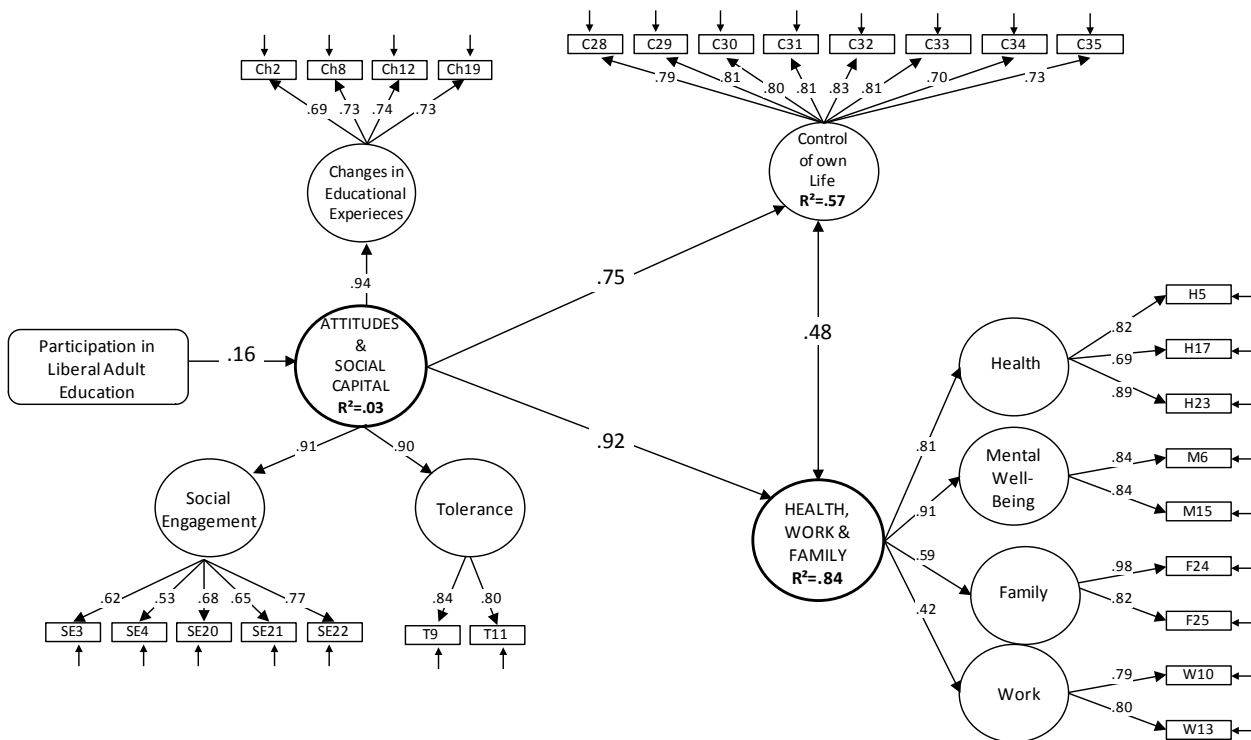 Ch2 Ch8 Ch12 Ch19
.69 .73 .74 .73
Changes in
Educational
Experieces
.94
C28 C29 C30 C31 C32 C33 C34 C35
.79 .81 .80 .81 .83 .81 .70 .73
Control
of own
Life
R²=.57
Participation in
Liberal Adult
Education
.16
ATTITUDES
&
SOCIAL
CAPITAL
R²=.03
.75
.92
.48
.91 .90
Social
Engagement
Tolerance
.62 .53 .68 .65 .77
SE3 SE4 SE20 SE21 SE22
.84 .80
T9 T11
HEALTH,
WORK &
FAMILY
R²=.84
.81
.91
.59
.42
Health
.82
.69
.89
H5
H17
H23
Mental
Well-
Being
.84
.84
M6
M15
Family
.98
.82
F24
F25
Work
.79
.80
W10
W13